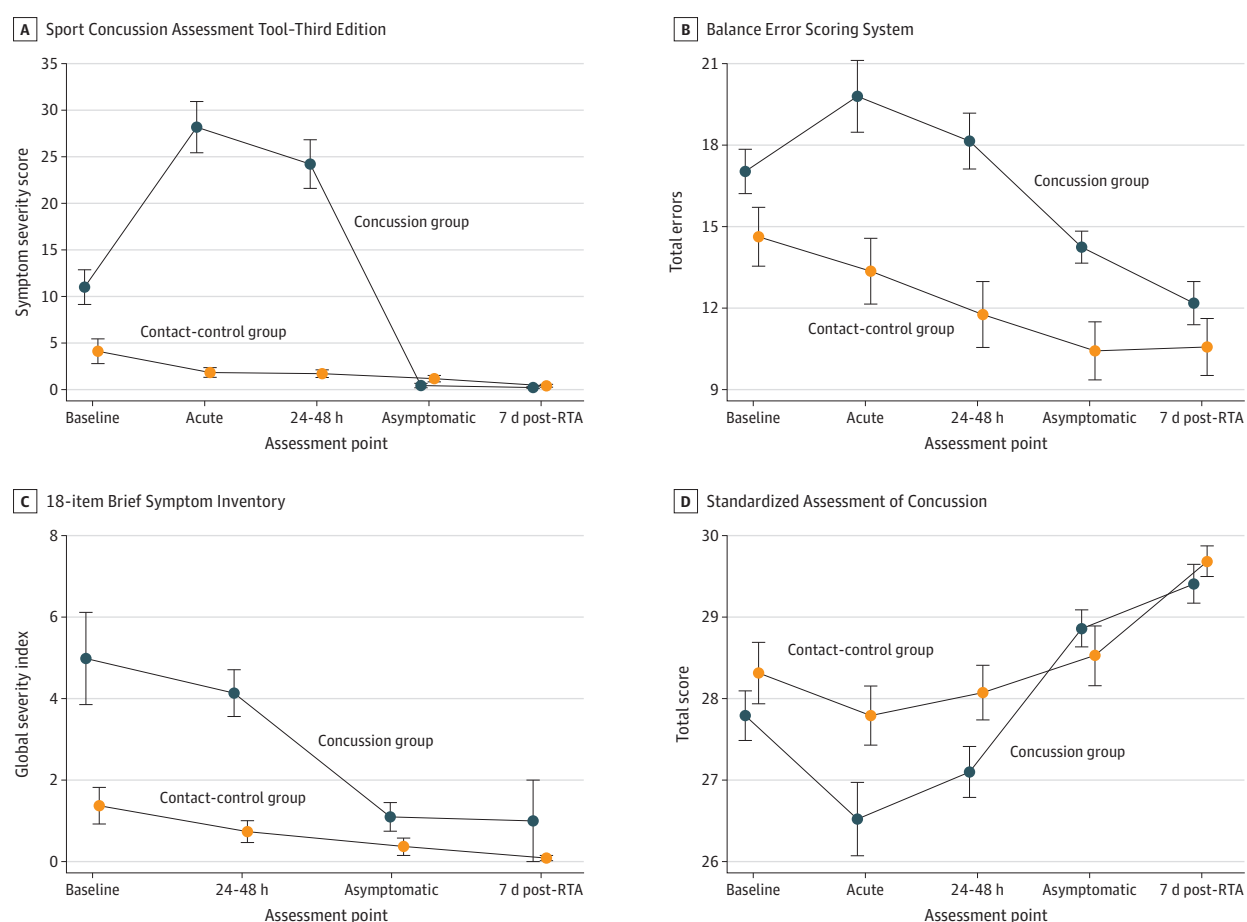 A Sport Concussion Assessment Tool-Third Edition
35
30
25
20
15
10
5
0
Symptom severity score
Concussion group
Contact-control group
Baseline
Acute
24-48 h
Asymptomatic
7 d post-RTA
Assessment point
B Balance Error Scoring System
21
18
15
12
9
Total errors
Concussion group
Contact-control group
Baseline
Acute
24-48 h
Asymptomatic
7 d post-RTA
Assessment point
C 18-item Brief Symptom Inventory
8
6
4
2
0
Global severity index
Concussion group
Contact-control group
Baseline
24-48 h
Asymptomatic
7 d post-RTA
Assessment point
D Standardized Assessment of Concussion
30
29
28
27
26
Total score
Contact-control group
Concussion group
Baseline
Acute
24-48 h
Asymptomatic
7 d post-RTA
Assessment point